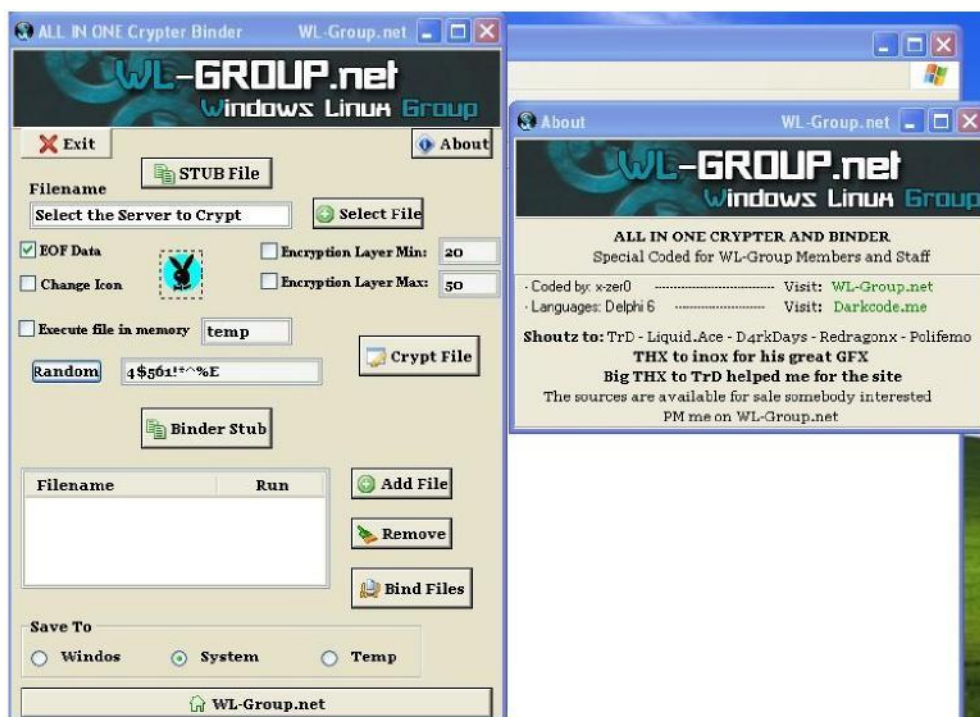 ALL IN ONE Crypter Binder WL-Group.net
WL-GROUP.net
Windows Linux Group
Exit
About
STUB File
Filename
Select the Server to Crypt
Select File
EOF Data
Encryption Layer Min: 20
Change Icon
Encryption Layer Max: 50
Execute file in memory temp
Crypt File
Random 4$561!*^%E
Binder Stub
Filename Run
Add File
Remove
Bind Files
Save To
Windos System Temp
WL-Group.net
About WL-Group.net
WL-GROUP.net
Windows Linux Group
ALL IN ONE CRYPTER AND BINDER
Special Coded for WL-Group Members and Staff
· Coded by: x-zer0 ------------------------------ Visit: WL-Group.net
· Languages: Delphi 6 ---------------------- Visit: Darkcode.me
Shoutz to: TrD - Liquid.Ace - D4rkDays - Redragonx - Polifemo
THX to inox for his great GFX
Big THX to TrD helped me for the site
The sources are available for sale somebody interested
PM me on WL-Group.net